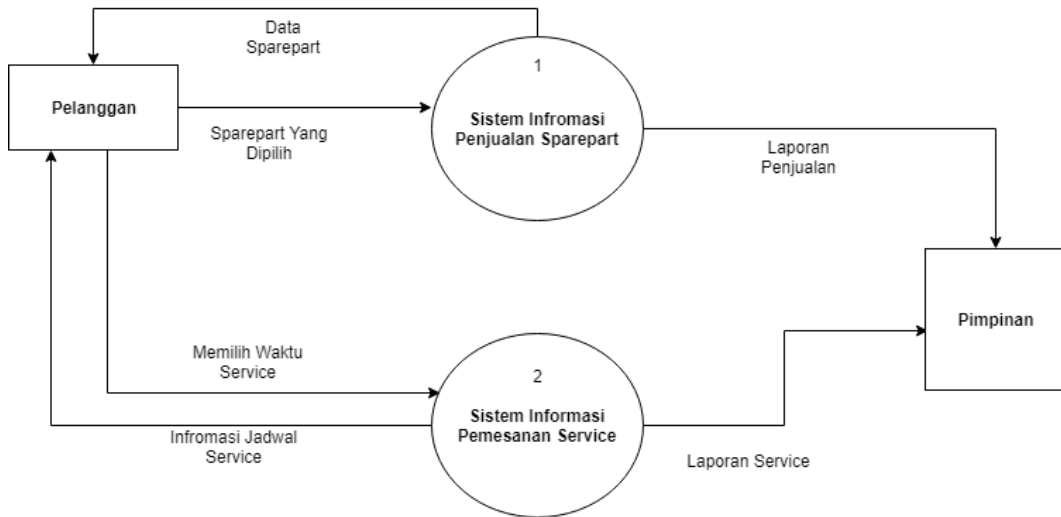 Data
Sparepart
1
Pelanggan
Sistem Infromasi
Penjualan Sparepart
Sparepart Yang
Dipilih
Laporan
Penjualan
Pimpinan
Memilih Waktu
Service
2
Sistem Informasi
Pemesanan Service
Infromasi Jadwal
Service
Laporan Service